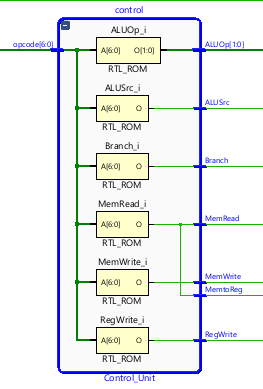 control
opcode[6:0]
ALUOp_i
A[6:0] O[1:0]
RTL_ROM
ALUOp[1:0]
ALUSrc_i
A[6:0] O
RTL_ROM
ALUSrc
Branch_i
A[6:0] O
RTL_ROM
Branch
MemRead_i
A[6:0] O
RTL_ROM
MemRead
MemWrite_i
A[6:0] O
RTL_ROM
MemWrite
MemtoReg
RegWrite_i
A[6:0] O
RTL_ROM
RegWrite
Control_Unit